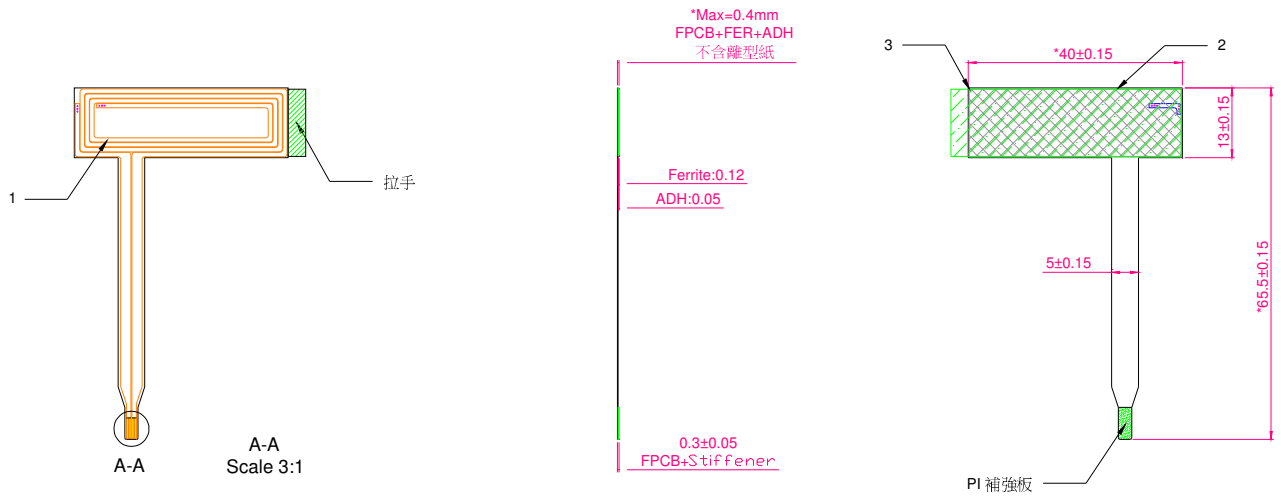 1
拉手
A-A
A-A
Scale 3:1
*Max=0.4mm
FPCB+FER+ADH
不含離型紙
Ferrite:0.12
ADH:0.05
0.3±0.05
FPCB+Stiffener
3
2
*40±0.15
13±0.15
5±0.15
*65.5±0.15
PI 補強板